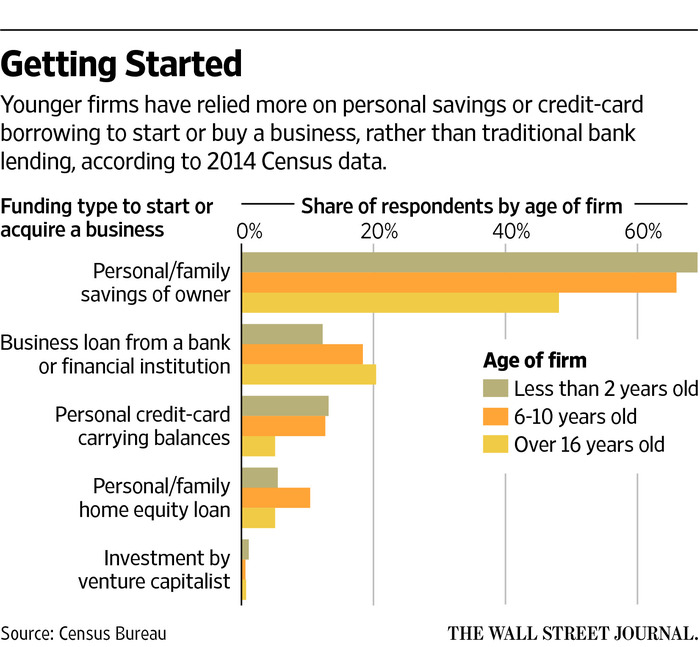 Getting Started
Younger firms have relied more on personal savings or credit-card
borrowing to start or buy a business, rather than traditional bank
lending, according to 2014 Census data.
Funding type to start or
acquire a business
Share of respondents by age of firm
0% 20% 40% 60%
Personal/family
savings of owner
Business loan from a bank
or financial institution
Personal credit-card
carrying balances
Personal/family
home equity loan
Investment by
venture capitalist
Age of firm
Less than 2 years old
6-10 years old
Over 16 years old
Source: Census Bureau
THE WALL STREET JOURNAL.